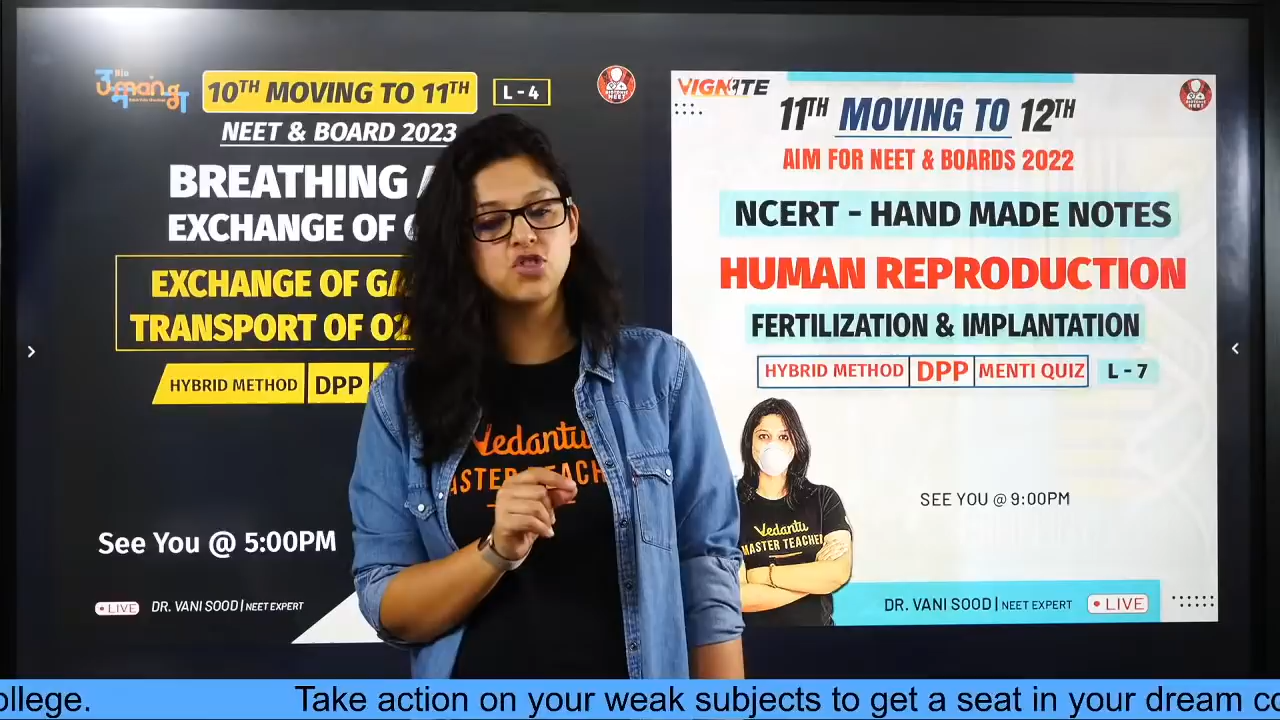 Bio
उmaing
10TH MOVING TO 11TH
L - 4
NEET & BOARD 2023
BREATHING
EXCHANGE OF
EXCHANGE OF GA
TRANSPORT OF O2
HYBRID METHOD
DPP
See You @ 5:00PM
LIVE
DR. VANI SOOD | NEET EXPERT
Vedantu
MASTER TEACH
VIGNITE
11TH MOVING TO 12TH
AIM FOR NEET & BOARDS 2022
NCERT - HAND MADE NOTES
HUMAN REPRODUCTION
FERTILIZATION & IMPLANTATION
HYBRID METHOD
DPP
MENTI QUIZ
L - 7
SEE YOU @ 9:00PM
Vedantu
MASTER TEACHER
DR. VANI SOOD | NEET EXPERT
LIVE
ollege.
Take action on your weak subjects to get a seat in your dream co